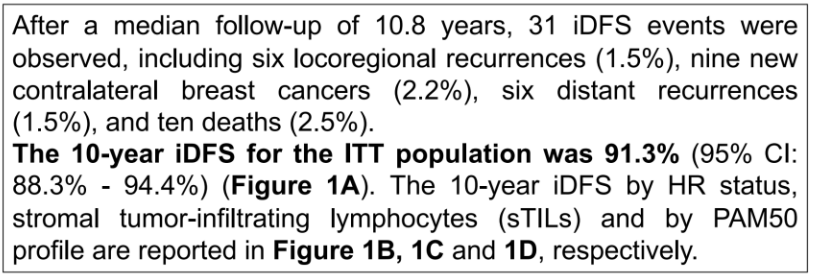 After a median follow-up of 10.8 years, 31 iDFS events were
observed, including six locoregional recurrences (1.5%), nine new
contralateral breast cancers (2.2%), six distant recurrences
(1.5%), and ten deaths (2.5%).
The 10-year iDFS for the ITT population was 91.3% (95% CI:
88.3% - 94.4%) (Figure 1A). The 10-year iDFS by HR status,
stromal tumor-infiltrating lymphocytes (sTILs) and by PAM50
profile are reported in Figure 1B, 1C and 1D, respectively.